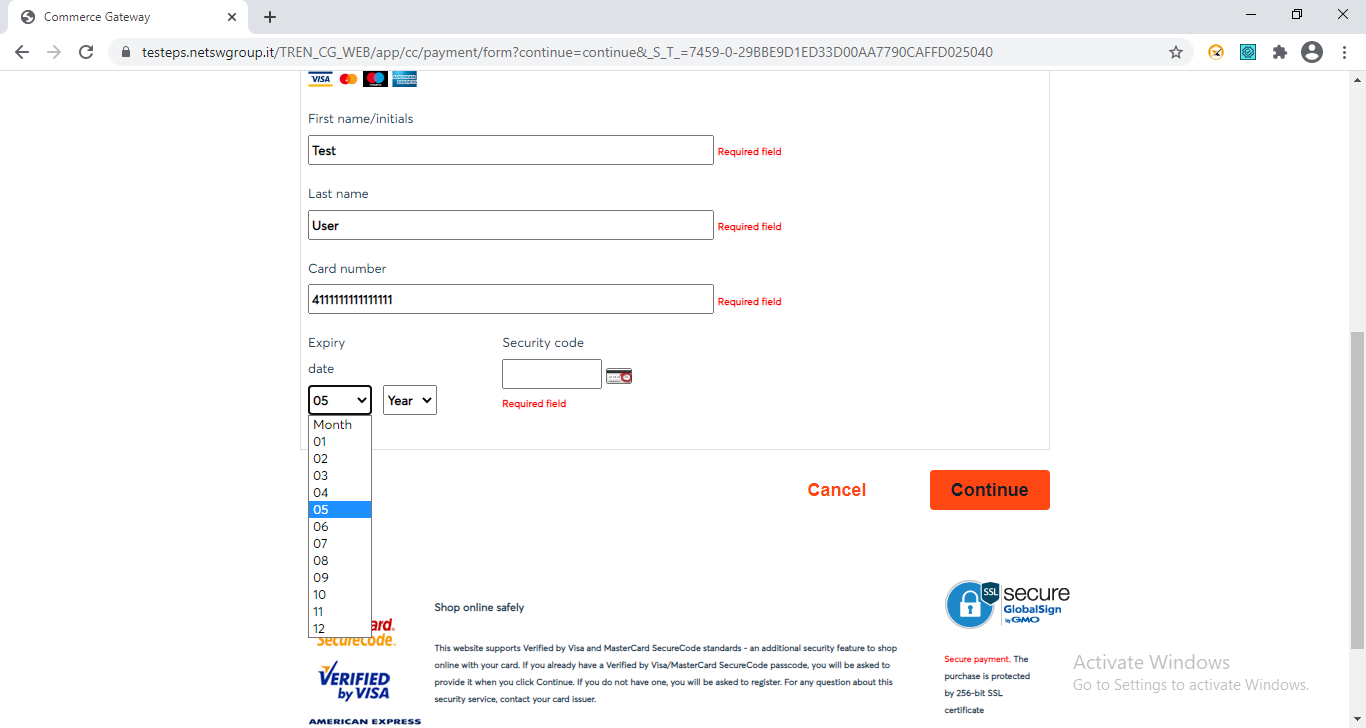 Commerce Gateway
testeps.netswgroup.it/TREN_CG_WEB/app/cc/payment/form?continue=continue&_S_T_=7459-0-29BBE9D1ED33D00AA7790CAFFD025040
VISA
First name/initials
Test
Required field
Last name
User
Required field
Card number
4111111111111111
Required field
Expiry
date
Security code
05
Year
Required field
Month
01
02
03
04
05
06
07
08
09
10
11
12
Cancel
Continue
ard.
SecureCode.
VERIFIED
by VISA
AMERICAN EXPRESS
Shop online safely
This website supports Verified by Visa and MasterCard SecureCode standards - an additional security feature to shop
online with your card. If you already have a Verified by Visa/MasterCard SecureCode passcode, you will be asked to
provide it when you click Continue. If you do not have one, you will be asked to register. For any question about this
security service, contact your card issuer.
SSL
secure
GlobalSign
by GMO
Secure payment. The
purchase is protected
by 256-bit SSL
certificate
Activate Windows
Go to Settings to activate Windows.